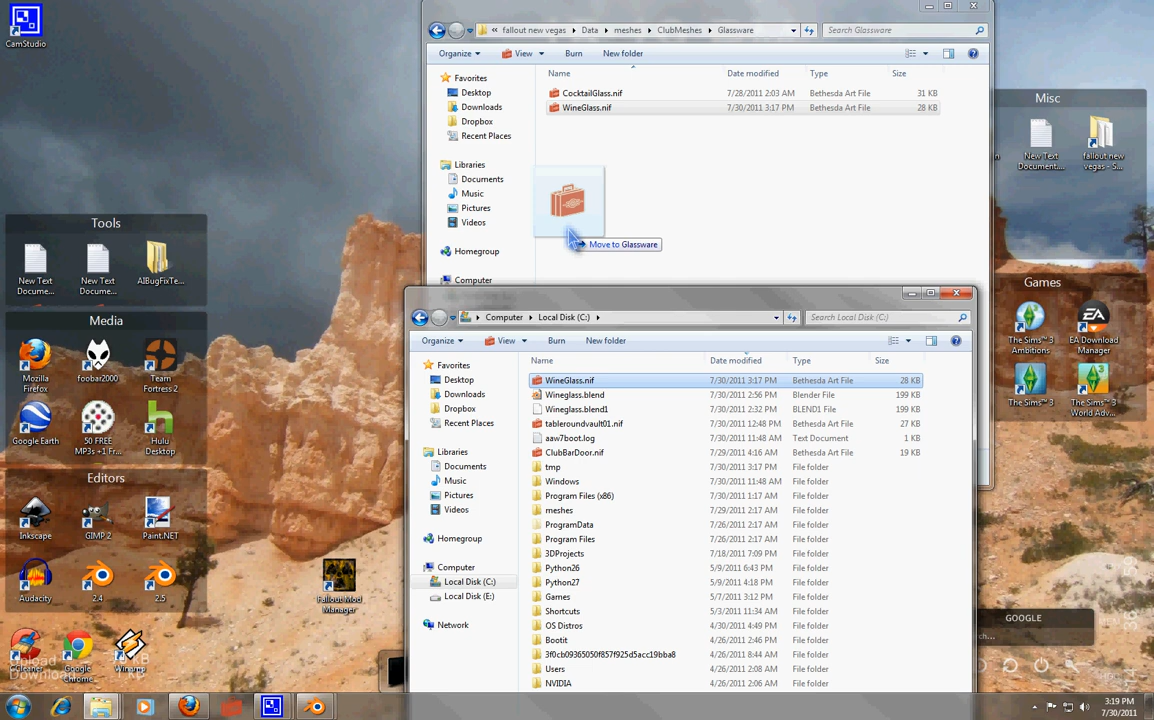 CamStudio
« fallout new vegas ▸ Data ▸ meshes ▸ ClubMeshes ▸ Glassware
Search Glassware
Organize
View
Burn
New folder
Name
Date modified
Type
Size
Favorites
Desktop
Downloads
Dropbox
Recent Places
Libraries
Documents
Music
Pictures
Videos
Homegroup
Computer
CocktailGlass.nif 7/28/2011 2:03 AM Bethesda Art File 31 KB
WineGlass.nif 7/30/2011 3:17 PM Bethesda Art File 28 KB
Move to Glassware
Misc
New Text
Document....
fallout new
vegas - S...
Tools
New Text
Docume...
New Text
Docume...
AIBugFixTe...
Media
Mozilla
Firefox
foobar2000
Team
Fortress 2
Google Earth
50 FREE
MP3s +1 Fr...
Hulu
Desktop
Editors
Inkscape
GIMP 2
Paint.NET
Audacity
2.4
2.5
CCleaner
Google
Chrome
Winamp
Fallout Mod
Manager
Games
The Sims™ 3
Ambitions
EA Download
Manager
The Sims™ 3
The Sims™ 3
World Adv...
GOOGLE
Computer ▸ Local Disk (C:) ▸
Search Local Disk (C:)
Organize
View
Burn
New folder
Name
Date modified
Type
Size
Favorites
Desktop
Downloads
Dropbox
Recent Places
Libraries
Documents
Music
Pictures
Videos
Homegroup
Computer
Local Disk (C:)
Local Disk (E:)
Network
WineGlass.nif 7/30/2011 3:17 PM Bethesda Art File 28 KB
Wineglass.blend 7/30/2011 2:56 PM Blender File 199 KB
Wineglass.blend1 7/30/2011 2:32 PM BLEND1 File 199 KB
tableroundvault01.nif 7/30/2011 12:48 PM Bethesda Art File 27 KB
aaw7boot.log 7/30/2011 11:48 AM Text Document 1 KB
ClubBarDoor.nif 7/29/2011 4:16 AM Bethesda Art File 19 KB
tmp 7/30/2011 3:17 PM File folder
Windows 7/30/2011 11:48 AM File folder
Program Files (x86) 7/30/2011 1:17 AM File folder
meshes 7/29/2011 2:17 AM File folder
ProgramData 7/26/2011 2:17 AM File folder
Program Files 7/26/2011 2:17 AM File folder
3DProjects 7/18/2011 7:09 PM File folder
Python26 5/9/2011 6:43 PM File folder
Python27 5/9/2011 4:18 PM File folder
Games 5/7/2011 3:12 PM File folder
Shortcuts 5/3/2011 11:34 AM File folder
OS Distros 4/30/2011 4:49 PM File folder
Bootit 4/26/2011 2:46 PM File folder
3f0cb09365050f857f925d5acc19bba8 4/26/2011 8:44 AM File folder
Users 4/26/2011 2:08 AM File folder
NVIDIA 4/26/2011 2:06 AM File folder
3:19 PM
7/30/2011